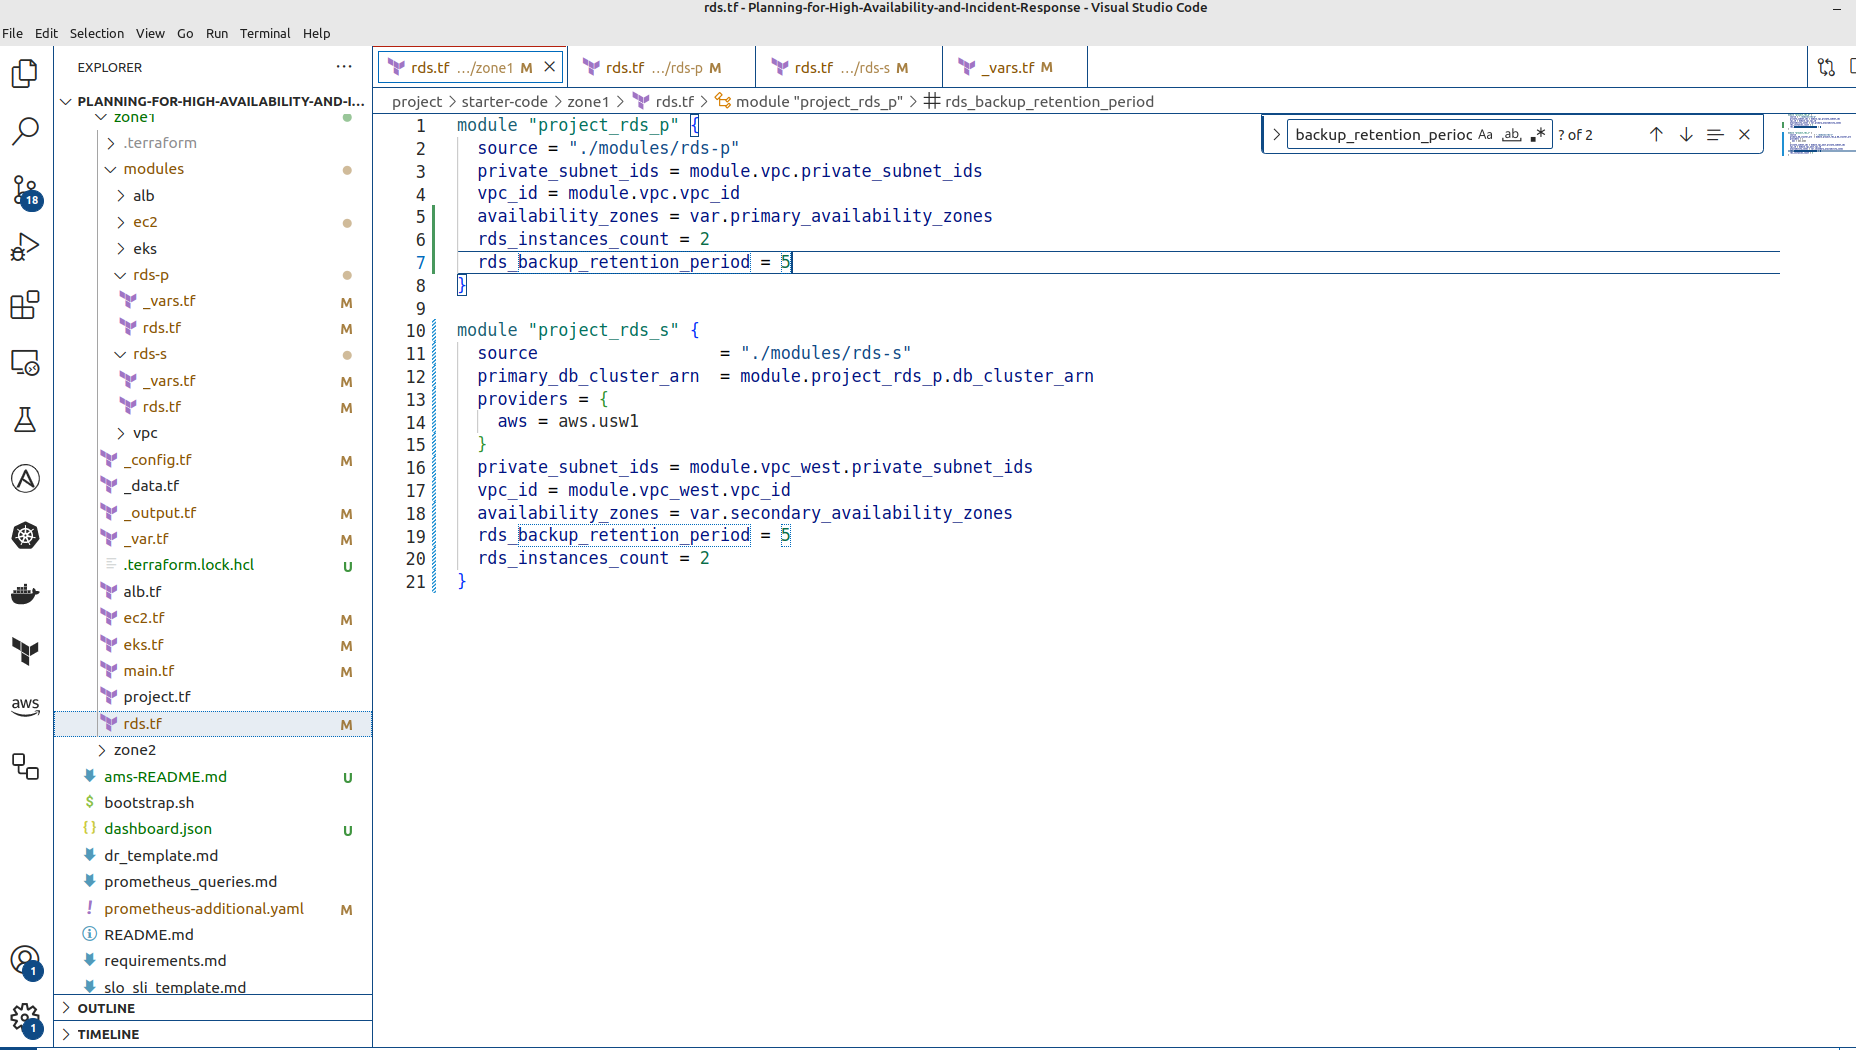 rds.tf - Planning-for-High-Availability-and-Incident-Response - Visual Studio Code
File Edit Selection View Go Run Terminal Help
EXPLORER
PLANNING-FOR-HIGH-AVAILABILITY-AND-I...
zone1
.terraform
modules
alb
ec2
eks
rds-p
_vars.tf M
rds.tf M
rds-s
_vars.tf M
rds.tf M
vpc
_config.tf M
_data.tf
_output.tf M
_var.tf M
.terraform.lock.hcl U
alb.tf
ec2.tf M
eks.tf M
main.tf M
project.tf
rds.tf M
zone2
ams-README.md U
bootstrap.sh
dashboard.json U
dr_template.md
prometheus_queries.md
prometheus-additional.yaml M
README.md
requirements.md
slo_sli_template.md
OUTLINE
TIMELINE
18
aws
1
1
rds.tf .../zone1 M
rds.tf .../rds-p M
rds.tf .../rds-s M
_vars.tf M
project > starter-code > zone1 > rds.tf > module "project_rds_p" > rds_backup_retention_period
backup_retention_perioc Aa ab .* ? of 2
1 module "project_rds_p" {
2 source = "./modules/rds-p"
3 private_subnet_ids = module.vpc.private_subnet_ids
4 vpc_id = module.vpc.vpc_id
5 availability_zones = var.primary_availability_zones
6 rds_instances_count = 2
7 rds_backup_retention_period = 5
8 }
9
10 module "project_rds_s" {
11 source = "./modules/rds-s"
12 primary_db_cluster_arn = module.project_rds_p.db_cluster_arn
13 providers = {
14 aws = aws.usw1
15 }
16 private_subnet_ids = module.vpc_west.private_subnet_ids
17 vpc_id = module.vpc_west.vpc_id
18 availability_zones = var.secondary_availability_zones
19 rds_backup_retention_period = 5
20 rds_instances_count = 2
21 }